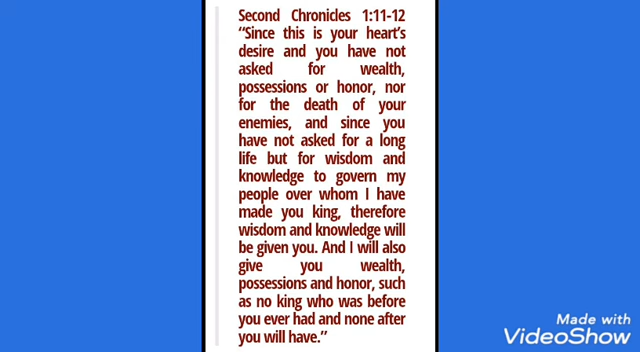 Second Chronicles 1:11-12
“Since this is your heart’s
desire and you have not
asked for wealth,
possessions or honor, nor
for the death of your
enemies, and since you
have not asked for a long
life but for wisdom and
knowledge to govern my
people over whom I have
made you king, therefore
wisdom and knowledge will
be given you. And I will also
give you wealth,
possessions and honor, such
as no king who was before
you ever had and none after
you will have.”
Made with
VideoShow